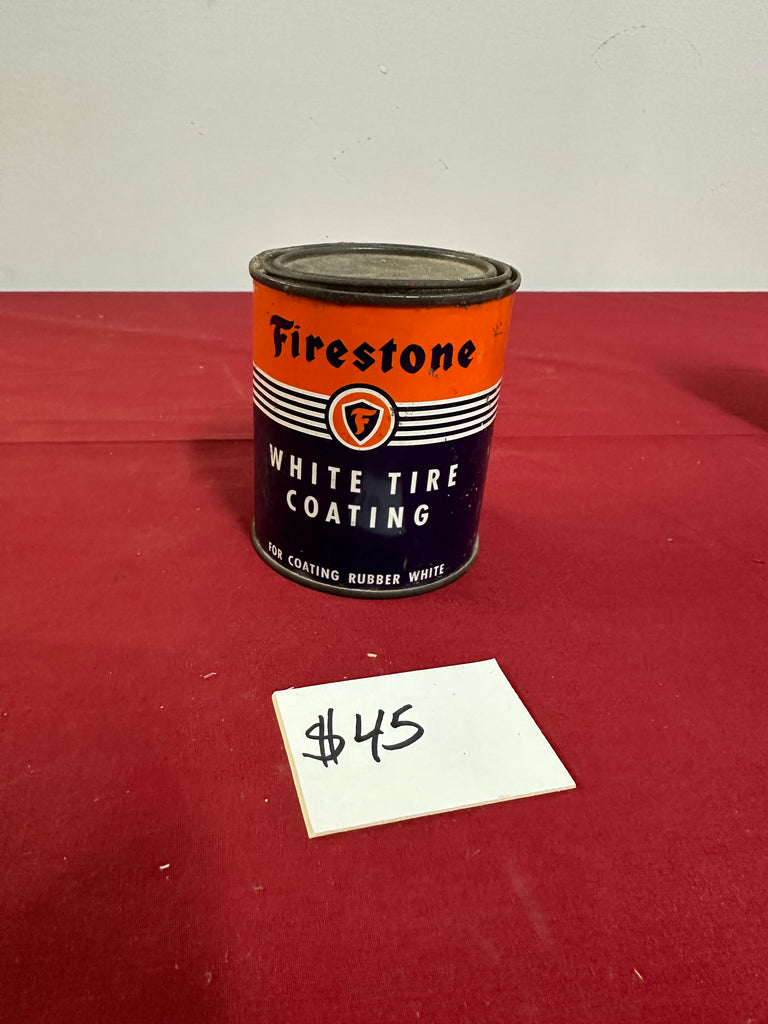 Firestone
F
WHITE TIRE
COATING
FOR COATING RUBBER WHITE
$45